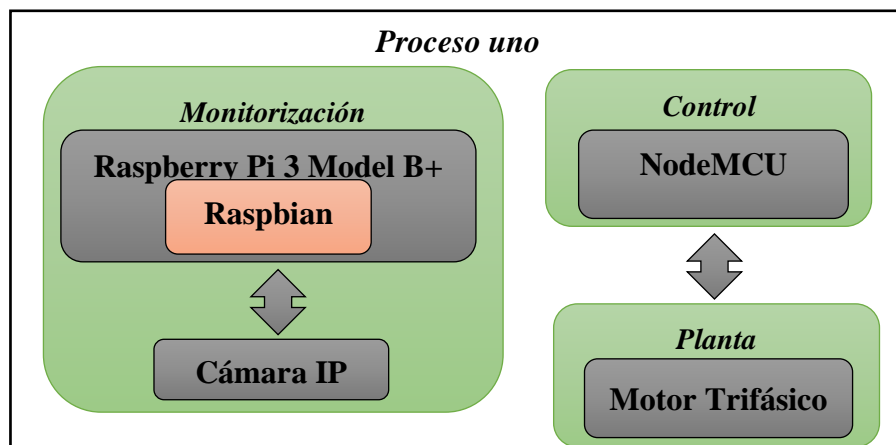 Proceso uno
Monitorización
Raspberry Pi 3 Model B+
Raspbian
Cámara IP
Control
NodeMCU
Planta
Motor Trifásico